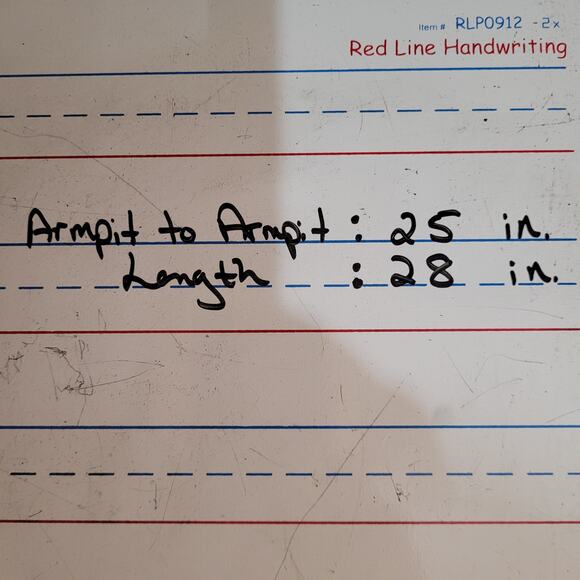 Item # RLP0912 - 2x
Red Line Handwriting
Armpit to Armpit : 25 in.
Length : 28 in.